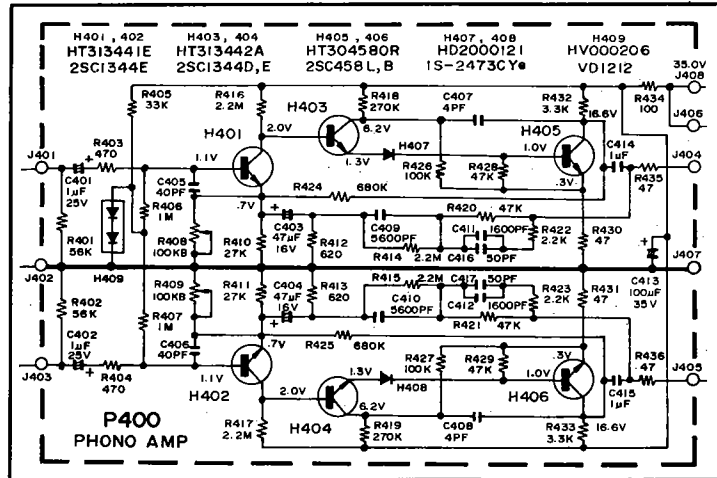 H401, 402 H403, 404 H405, 406 H407, 408 H409
HT313441E HT313442A HT304580R HD2000121 HV000206
2SC1344E 2SC1344D, E 2SC458L, B 1S-2473CY VD1212
35.0V
J408
R405
33K
R416
2.2M
R418
270K
C407
4PF
R432
3.3K
R434
100
J406
H403
2.0V
6.2V
16.6V
J401
R403
470
H401
1.3V
H407
H405
C414
1µF
J404
1.1V
1.0V
C401
1µF
25V
C405
40PF
R426
100K
R428
47K
R435
47
R424
680K
.3V
R406
1M
.7V
R420
47K
R401
56K
R408
100KB
R410
27K
C403
47µF
16V
R412
620
C409
5600PF
C411
1600PF
R422
2.2K
R430
47
R414
2.2M
C416
50PF
J402
H409
J407
R402
56K
R409
100KB
R411
27K
C404
47µF
16V
R413
620
R415
2.2M
C417
50PF
R431
47
C413
100µF
35V
R407
1M
C410
5600PF
C412
1600PF
R423
2.2K
R421
47K
C402
1µF
25V
C406
40PF
.7V
R425
680K
R427
100K
R429
47K
.3V
R436
47
J403
R404
470
1.1V
1.3V
H408
1.0V
J405
H402
2.0V
H406
C415
1µF
P400
PHONO AMP
6.2V
H404
R417
2.2M
R419
270K
C408
4PF
R433
3.3K
16.6V